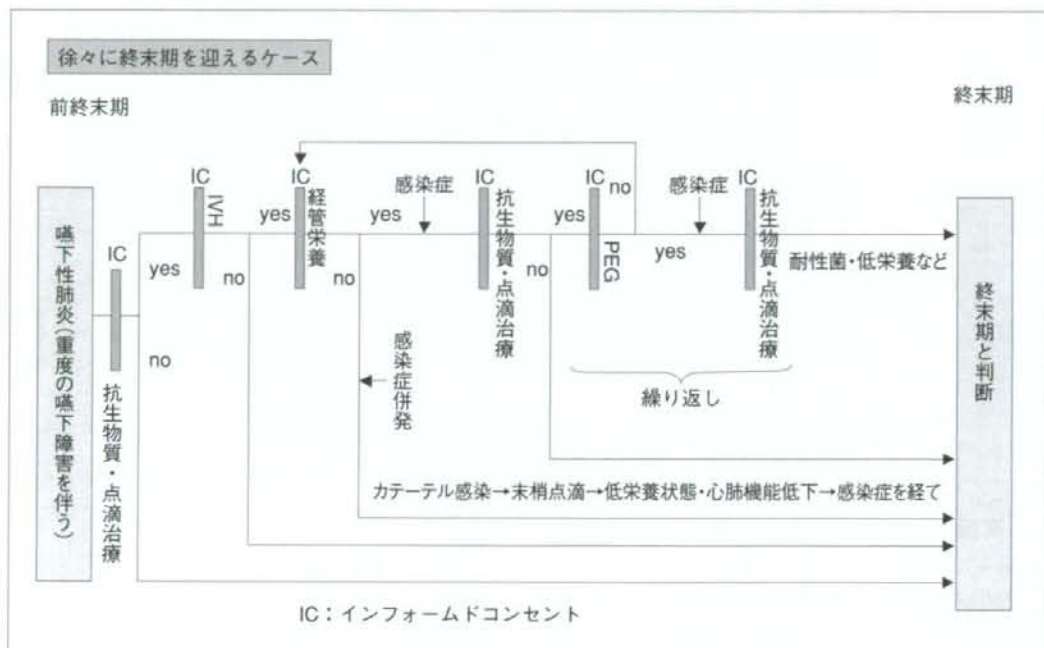 徐々に終末期を迎えるケース
前終末期
終末期
嚥下性肺炎(重度の嚥下障害を伴う)
IC
抗生物質・点滴治療
yes
no
IC
IVH
yes
no
IC
経管栄養
yes
no
感染症
感染症併発
IC
抗生物質・点滴治療
yes
no
IC
no
PEG
yes
感染症
IC
抗生物質・点滴治療
耐性菌・低栄養など
繰り返し
カテーテル感染→末梢点滴→低栄養状態・心肺機能低下→感染症を経て
終末期と判断
IC：インフォームドコンセント